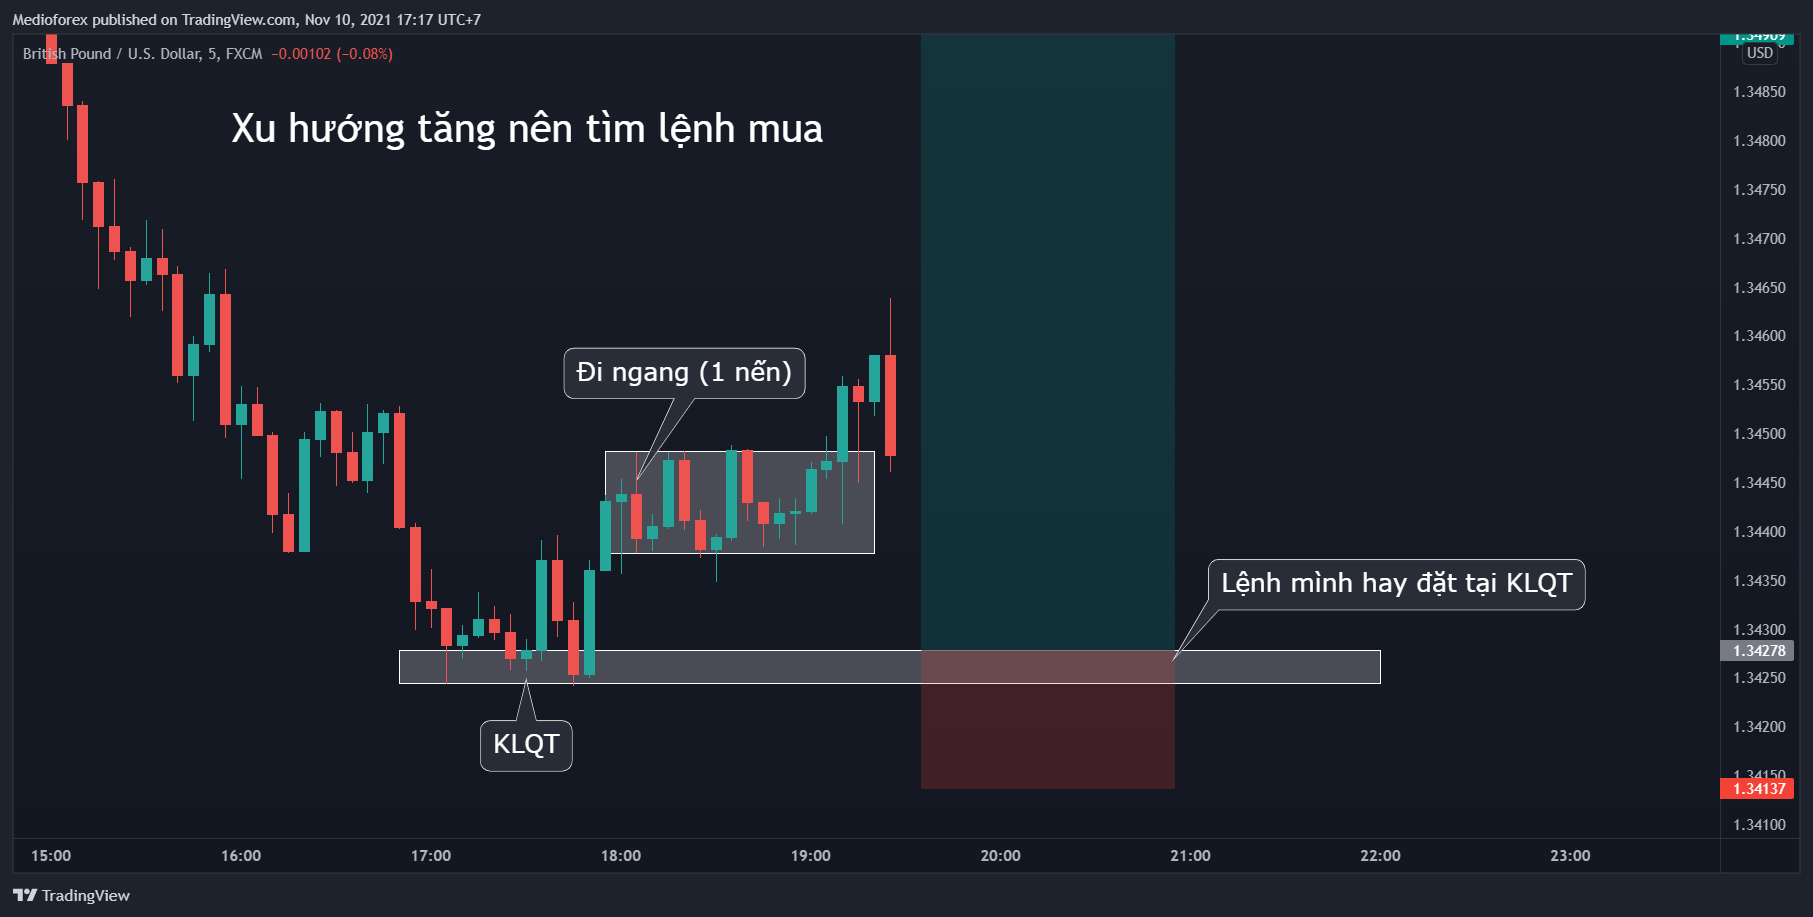 Medioforex published on TradingView.com, Nov 10, 2021 17:17 UTC+7
British Pound / U.S. Dollar, 5, FXCM −0.00102 (−0.08%)
1.34909
USD
Xu hướng tăng nên tìm lệnh mua
1.34850
1.34800
1.34750
1.34700
1.34650
1.34600
Đi ngang (1 nến)
1.34550
1.34500
1.34450
1.34400
Lệnh mình hay đặt tại KLQT
1.34350
1.34300
1.34278
1.34250
KLQT
1.34200
1.34150
1.34137
1.34100
15:00 16:00 17:00 18:00 19:00 20:00 21:00 22:00 23:00
TradingView